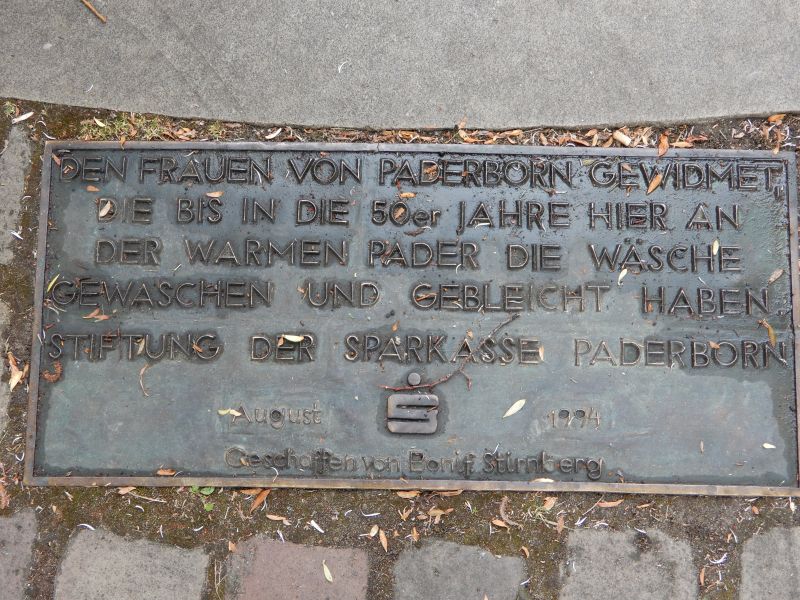 DEN FRAUEN VON PADERBORN GEWIDMET,
DIE BIS IN DIE 50er JAHRE HIER AN
DER WARMEN PADER DIE WÄSCHE
GEWASCHEN UND GEBLEICHT HABEN.
STIFTUNG DER SPARKASSE PADERBORN
August 1994
Geschaffen von Bonif. Stirnberg